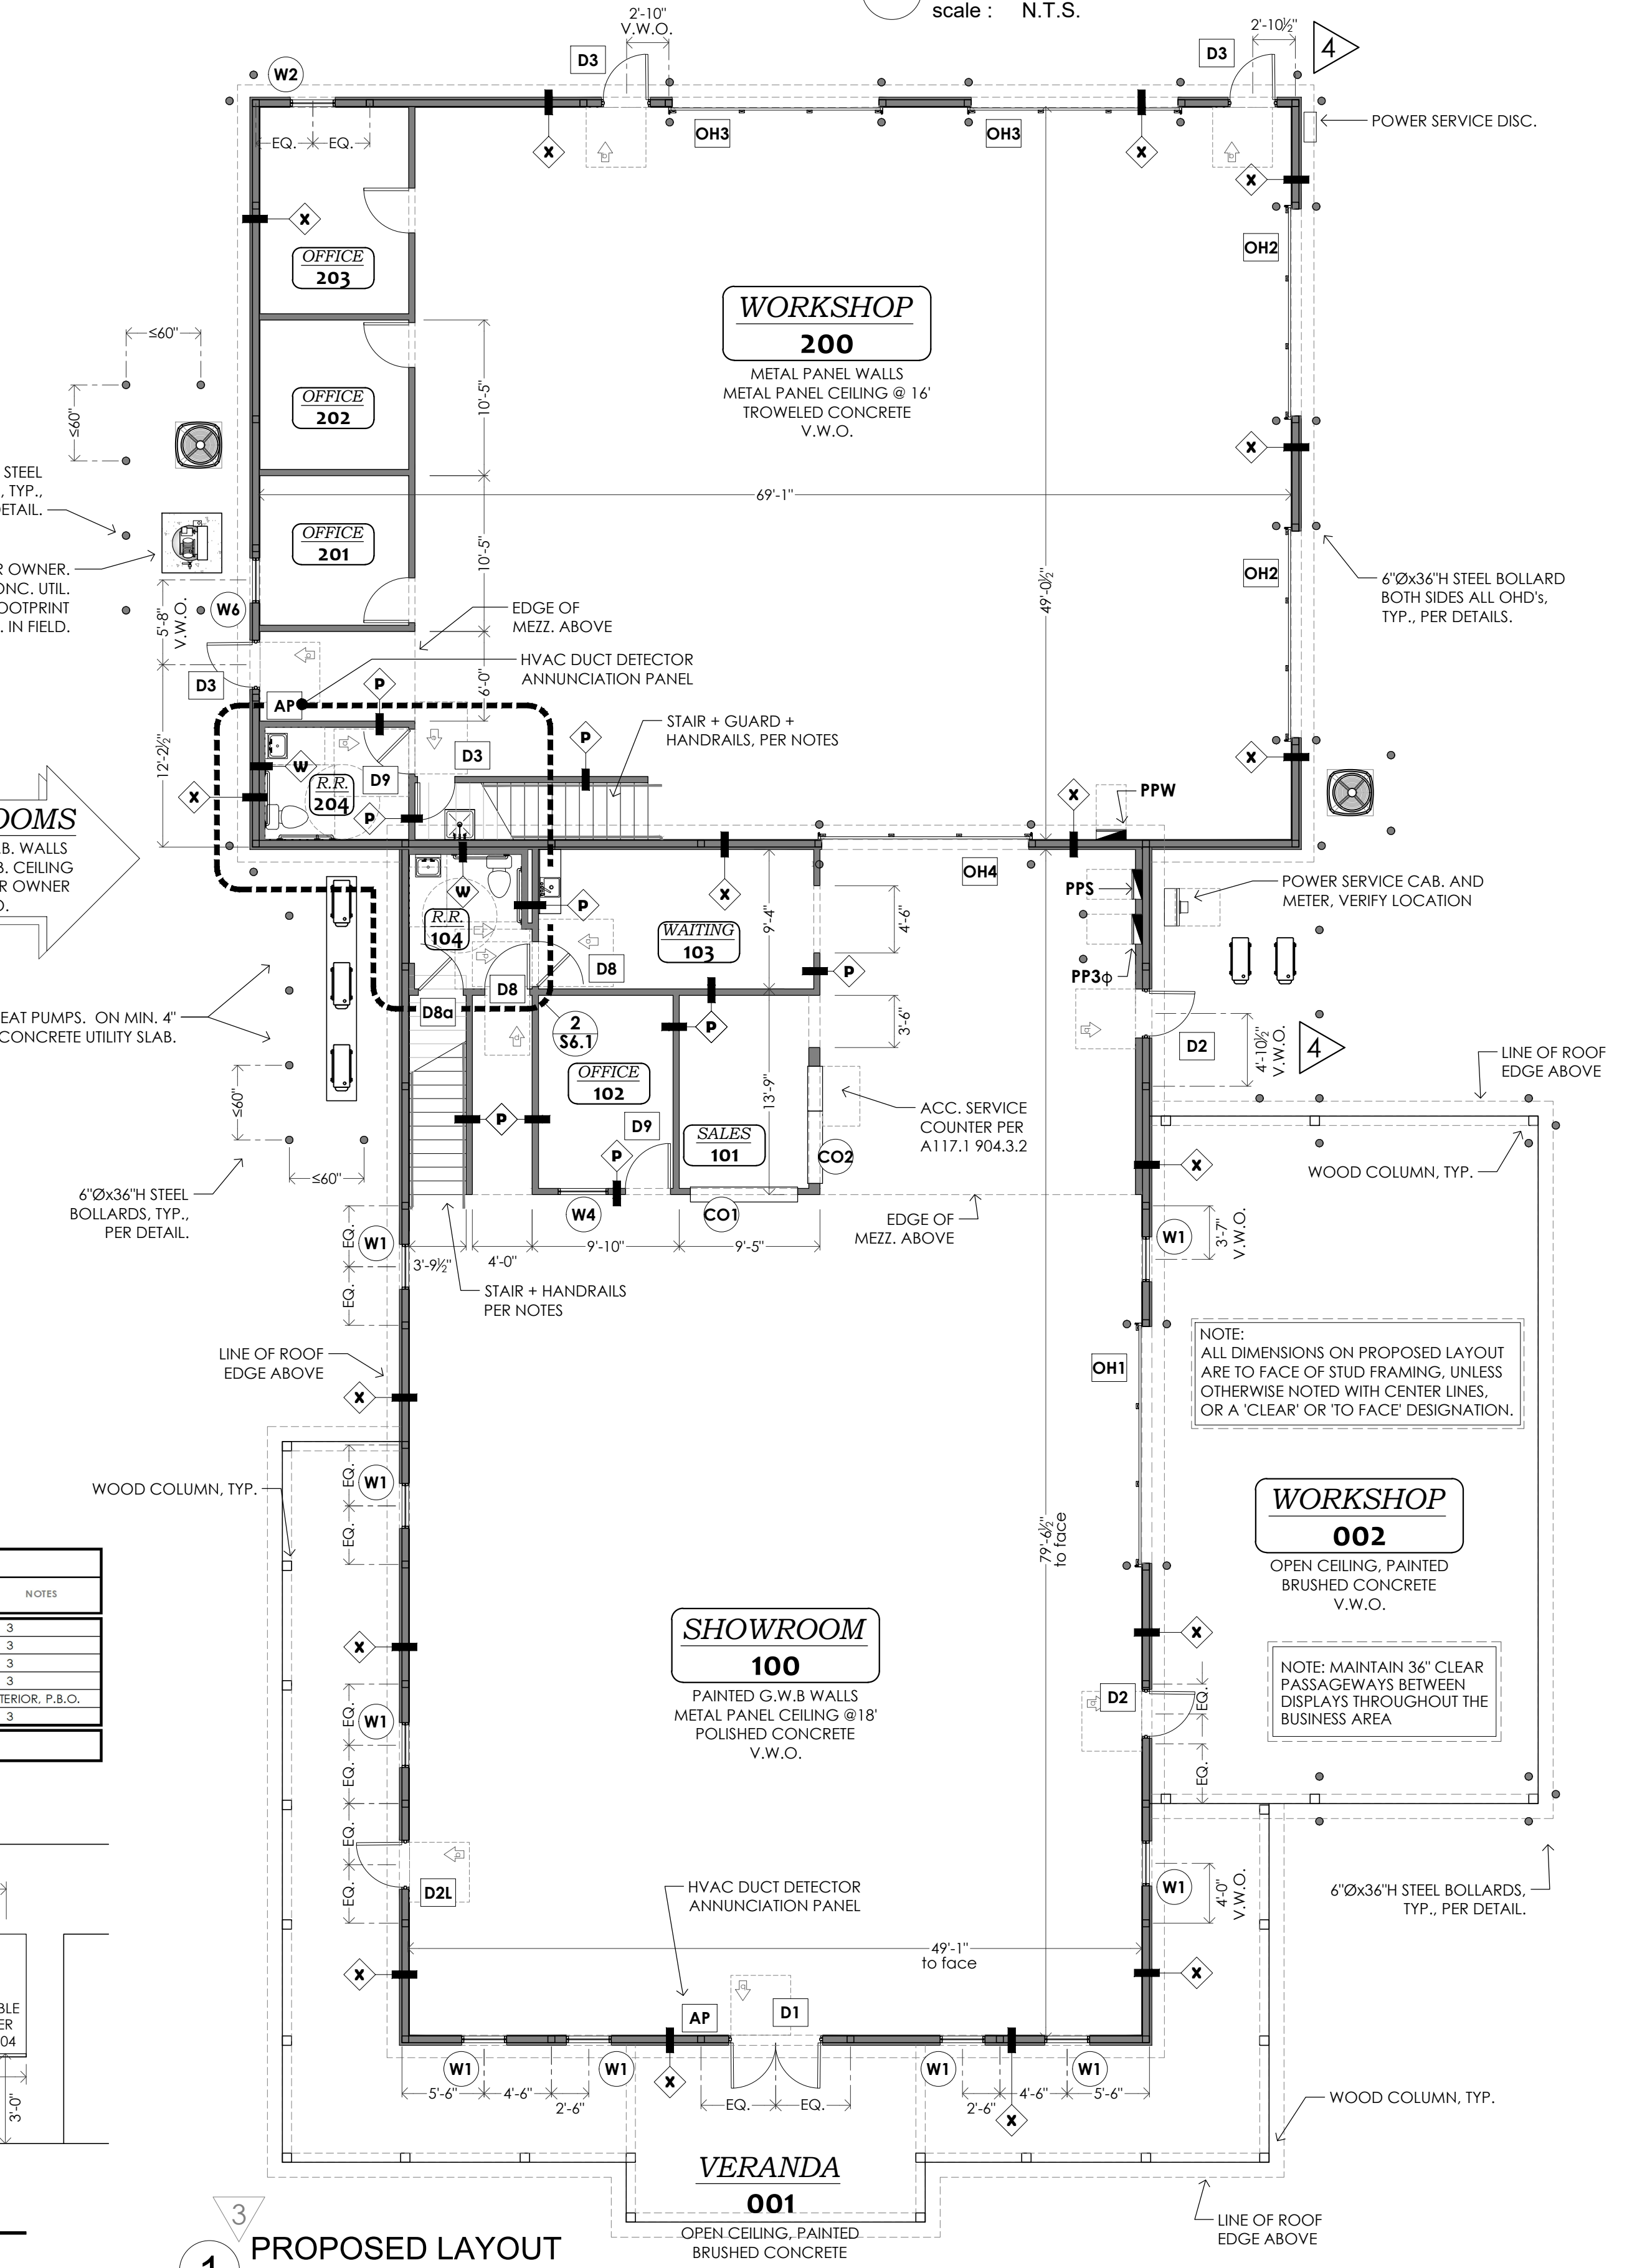 scale : N.T.S.
2'-10"
V.W.O.
2'-10½"
D3
D3
4
W2
OH3
OH3
POWER SERVICE DISC.
EQ.
EQ.
X
X
X
X
OH2
OFFICE
203
WORKSHOP
200
METAL PANEL WALLS
METAL PANEL CEILING @ 16'
TROWELED CONCRETE
V.W.O.
≤60"
≤60"
OFFICE
202
10'-5"
X
STEEL
, TYP.,
ETAIL.
69'-1"
OFFICE
201
10'-5"
49'-0½"
OH2
R OWNER.
ONC. UTIL.
OOTPRINT
. IN FIELD.
5'-8"
V.W.O.
W6
EDGE OF
MEZZ. ABOVE
6"Øx36"H STEEL BOLLARD
BOTH SIDES ALL OHD's,
TYP., PER DETAILS.
HVAC DUCT DETECTOR
ANNUNCIATION PANEL
D3
AP
P
6'-0"
STAIR + GUARD +
HANDRAILS, PER NOTES
12'-2½"
D3
P
W
D9
X
R.R.
204
P
X
X
PPW
OOMS
.B. WALLS
B. CEILING
R OWNER
O.
OH4
W
X
PPS
POWER SERVICE CAB. AND
METER, VERIFY LOCATION
P
R.R.
104
WAITING
103
9'-4"
4'-6"
D8
P
PP3ϕ
D8
D8a
EAT PUMPS. ON MIN. 4"
CONCRETE UTILITY SLAB.
2
S6.1
P
3'-6"
D2
4'-10½"
V.W.O.
4
LINE OF ROOF
EDGE ABOVE
≤60"
OFFICE
102
13'-9"
P
D9
SALES
101
ACC. SERVICE
COUNTER PER
A117.1 904.3.2
P
CO2
X
WOOD COLUMN, TYP.
≤60"
6"Øx36"H STEEL
BOLLARDS, TYP.,
PER DETAIL.
W4
CO1
EDGE OF
MEZZ. ABOVE
EQ.
W1
EQ.
3'-9½"
4'-0"
9'-10"
9'-5"
W1
3'-7"
V.W.O.
STAIR + HANDRAILS
PER NOTES
LINE OF ROOF
EDGE ABOVE
OH1
NOTE:
ALL DIMENSIONS ON PROPOSED LAYOUT
ARE TO FACE OF STUD FRAMING, UNLESS
OTHERWISE NOTED WITH CENTER LINES,
OR A 'CLEAR' OR 'TO FACE' DESIGNATION.
X
WOOD COLUMN, TYP.
EQ.
W1
EQ.
WORKSHOP
002
OPEN CEILING, PAINTED
BRUSHED CONCRETE
V.W.O.
79'-6½"
to face
NOTES
3
3
3
3
TERIOR, P.B.O.
3
X
SHOWROOM
100
PAINTED G.W.B WALLS
METAL PANEL CEILING @18'
POLISHED CONCRETE
V.W.O.
X
NOTE: MAINTAIN 36" CLEAR
PASSAGEWAYS BETWEEN
DISPLAYS THROUGHOUT THE
BUSINESS AREA
EQ.
W1
EQ.
D2
EQ.
EQ.
EQ.
EQ.
D2L
HVAC DUCT DETECTOR
ANNUNCIATION PANEL
W1
4'-0"
V.W.O.
6"Øx36"H STEEL BOLLARDS,
TYP., PER DETAIL.
49'-1"
to face
X
X
BLE
ER
04
3'-0"
AP
D1
W1
W1
X
W1
W1
5'-6"
4'-6"
2'-6"
EQ.
EQ.
2'-6"
4'-6"
5'-6"
X
WOOD COLUMN, TYP.
VERANDA
001
OPEN CEILING, PAINTED
BRUSHED CONCRETE
LINE OF ROOF
EDGE ABOVE
3
1
PROPOSED LAYOUT